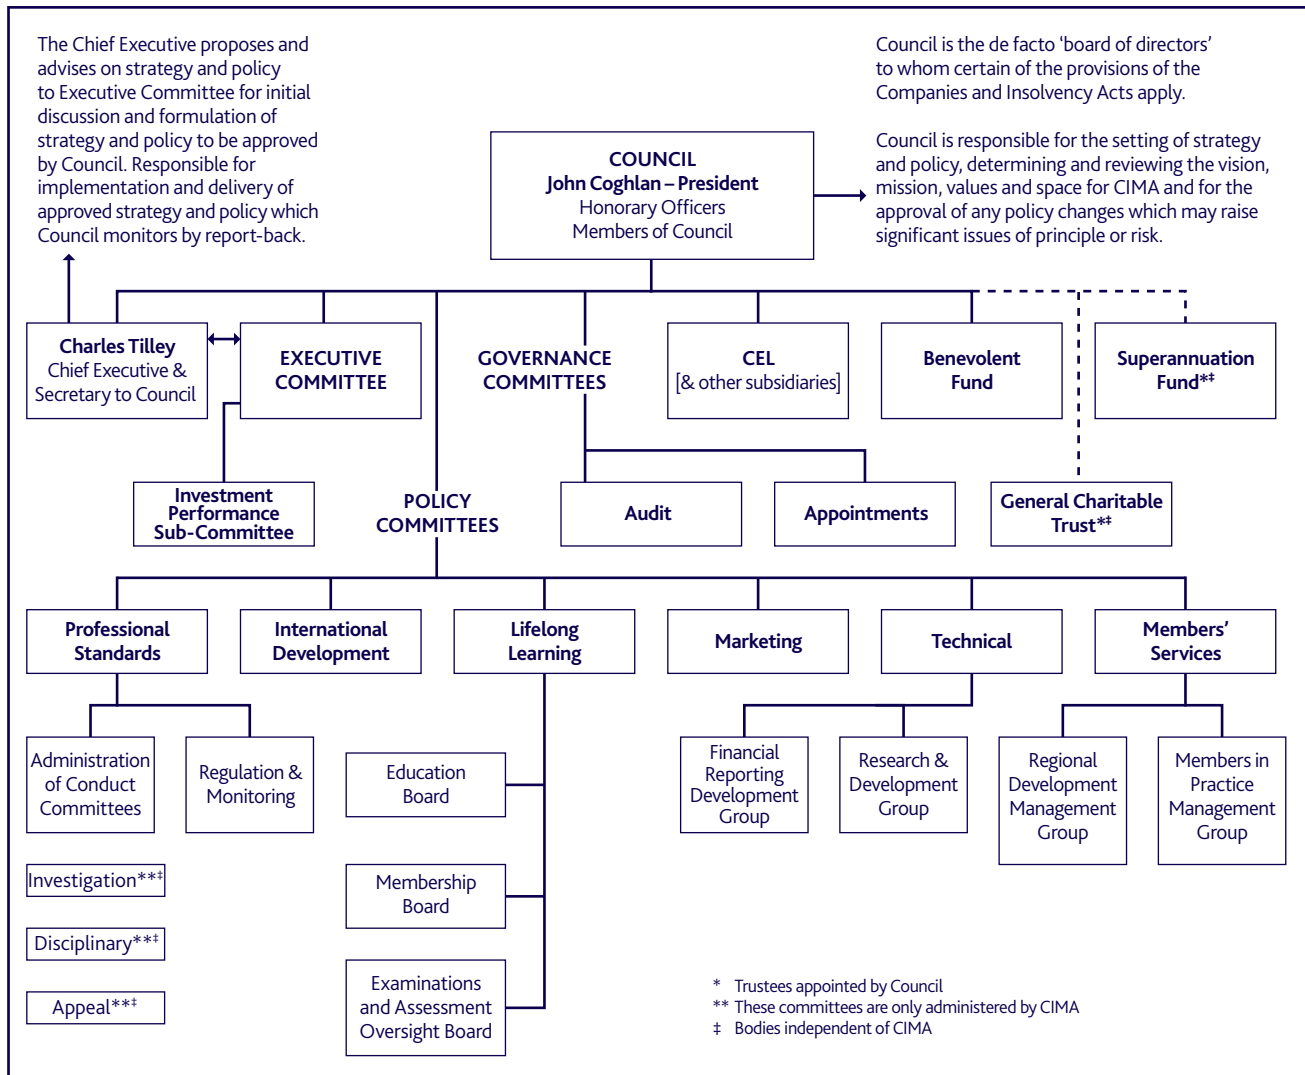 The Chief Executive proposes and
advises on strategy and policy
to Executive Committee for initial
discussion and formulation of
strategy and policy to be approved
by Council. Responsible for
implementation and delivery of
approved strategy and policy which
Council monitors by report-back.
Council is the de facto ‘board of directors’
to whom certain of the provisions of the
Companies and Insolvency Acts apply.
Council is responsible for the setting of strategy
and policy, determining and reviewing the vision,
mission, values and space for CIMA and for the
approval of any policy changes which may raise
significant issues of principle or risk.
COUNCIL
John Coghlan – President
Honorary Officers
Members of Council
Charles Tilley
Chief Executive &
Secretary to Council
EXECUTIVE
COMMITTEE
GOVERNANCE
COMMITTEES
CEL
[& other subsidiaries]
Benevolent
Fund
Superannuation
Fund*‡
Investment
Performance
Sub-Committee
POLICY
COMMITTEES
Audit
Appointments
General Charitable
Trust*‡
Professional
Standards
International
Development
Lifelong
Learning
Marketing
Technical
Members’
Services
Administration
of Conduct
Committees
Regulation &
Monitoring
Education
Board
Financial
Reporting
Development
Group
Research &
Development
Group
Regional
Development
Management
Group
Members in
Practice
Management
Group
Investigation**‡
Membership
Board
Disciplinary**‡
Appeal**‡
Examinations
and Assessment
Oversight Board
* Trustees appointed by Council
** These committees are only administered by CIMA
‡ Bodies independent of CIMA